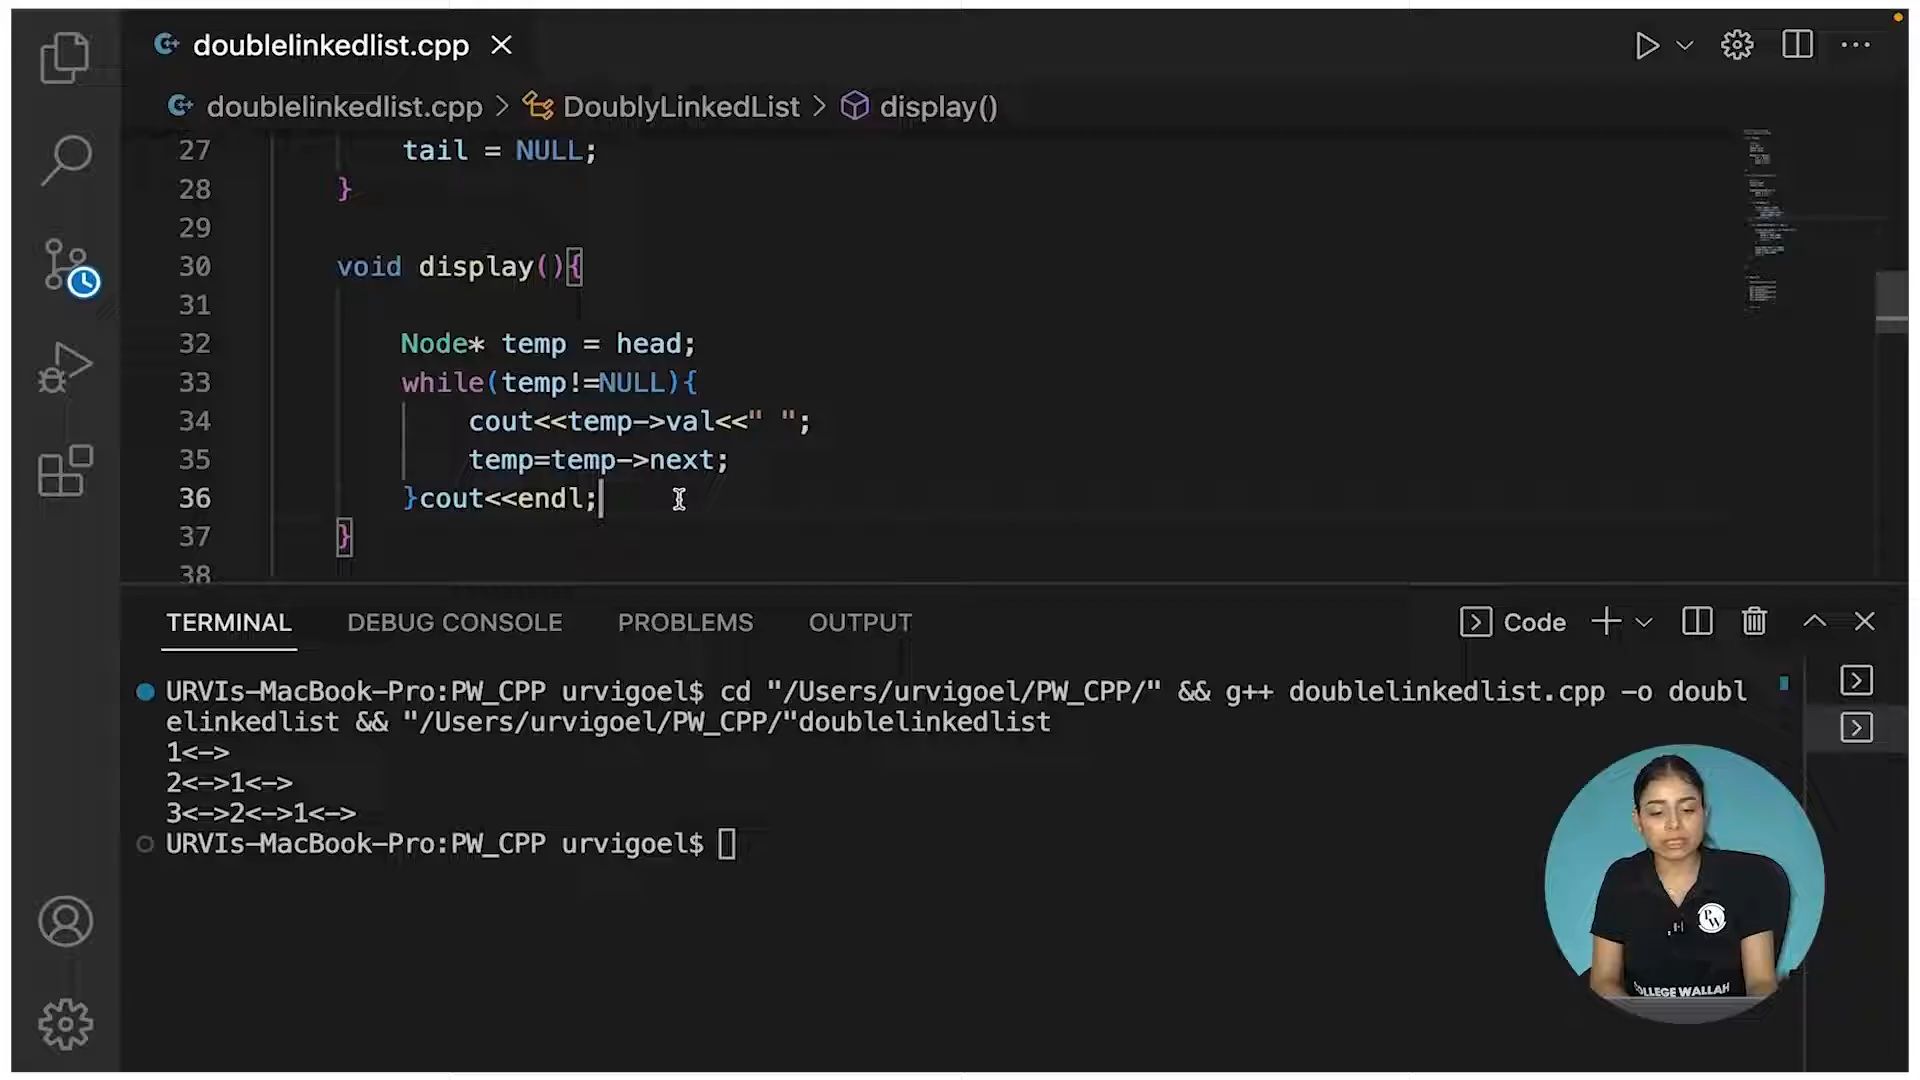 doublelinkedlist.cpp
doublelinkedlist.cpp > DoublyLinkedList > display()
27 tail = NULL;
28 }
29
30 void display(){
31
32 Node* temp = head;
33 while(temp!=NULL){
34 cout<<temp->val<<" ";
35 temp=temp->next;
36 }cout<<endl;
37 }
38
TERMINAL DEBUG CONSOLE PROBLEMS OUTPUT Code
URVIs-MacBook-Pro:PW_CPP urvigoel$ cd "/Users/urvigoel/PW_CPP/" && g++ doublelinkedlist.cpp -o doubl
elinkedlist && "/Users/urvigoel/PW_CPP/"doublelinkedlist
1<->
2<->1<->
3<->2<->1<->
URVIs-MacBook-Pro:PW_CPP urvigoel$
PW
COLLEGE WALLAH